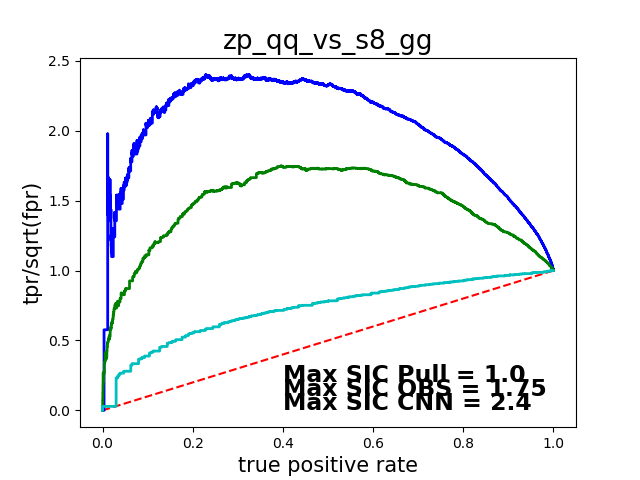 zp_qq_vs_s8_gg
2.5
2.0
1.5
1.0
0.5
0.0
tpr/sqrt(fpr)
Max SIC Pull = 1.0
Max SIC OBS = 1.75
Max SIC CNN = 2.4
0.0 0.2 0.4 0.6 0.8 1.0
true positive rate